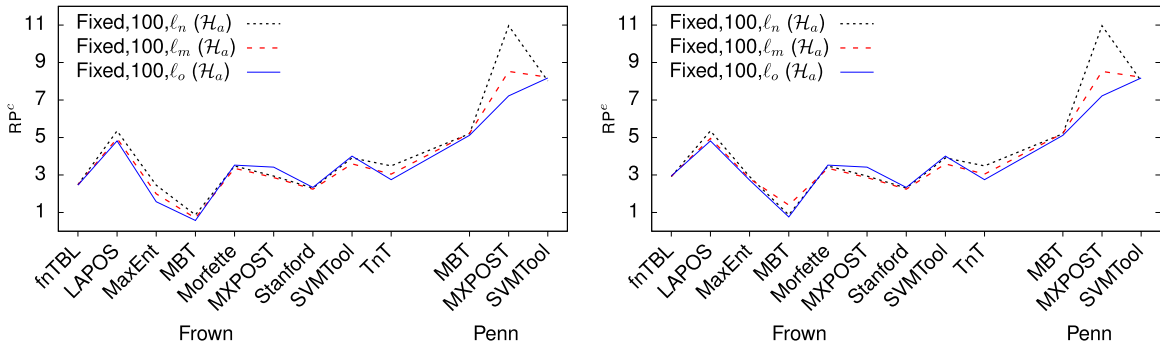 11
9
7
5
3
1
RP^c
Fixed,100,ℓn (ℋa)
Fixed,100,ℓm (ℋa)
Fixed,100,ℓo (ℋa)
fnTBL
LAPOS
MaxEnt
MBT
Morfette
MXPOST
Stanford
SVMTool
TnT
MBT
MXPOST
SVMTool
Frown
Penn
11
9
7
5
3
1
RP^e
Fixed,100,ℓn (ℋa)
Fixed,100,ℓm (ℋa)
Fixed,100,ℓo (ℋa)
fnTBL
LAPOS
MaxEnt
MBT
Morfette
MXPOST
Stanford
SVMTool
TnT
MBT
MXPOST
SVMTool
Frown
Penn